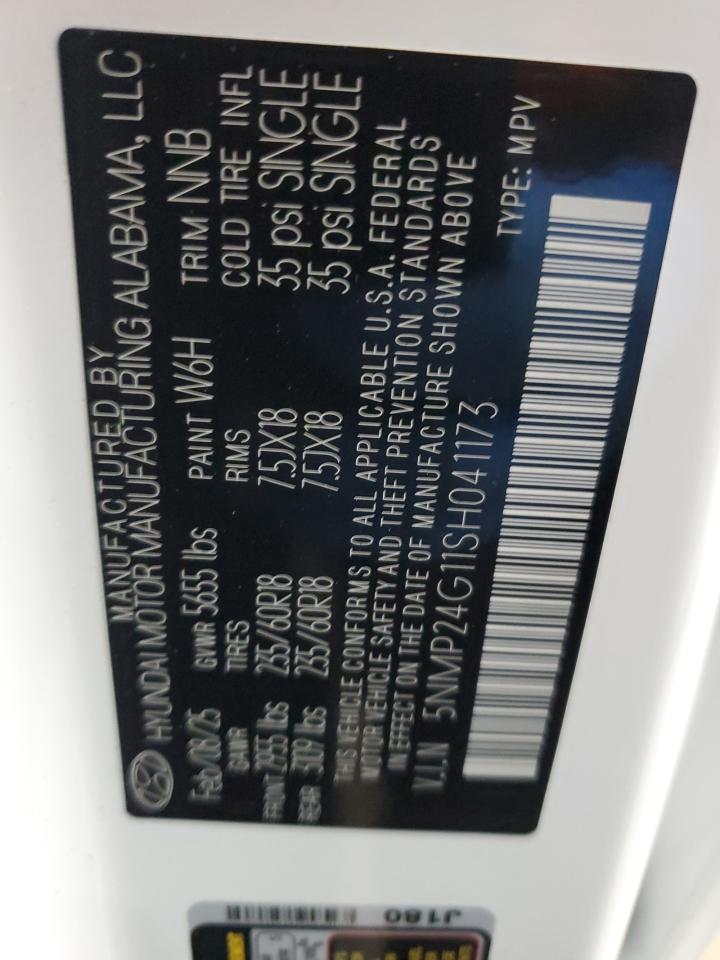 MANUFACTURED BY
HYUNDAI MOTOR MANUFACTURING ALABAMA, LLC
Feb/08/25 GVWR 5655 lbs PAINT W6H TRIM NNB
GAWR TIRES RIMS COLD TIRE INFL
FRONT 2955 lbs 235/60R18 7.5JX18 35 psi SINGLE
REAR 3109 lbs 235/60R18 7.5JX18 35 psi SINGLE
THIS VEHICLE CONFORMS TO ALL APPLICABLE U.S.A. FEDERAL
MOTOR VEHICLE SAFETY AND THEFT PREVENTION STANDARDS
IN EFFECT ON THE DATE OF MANUFACTURE SHOWN ABOVE
V.I.N 5NMP24G11SH041173 TYPE: MPV
J180